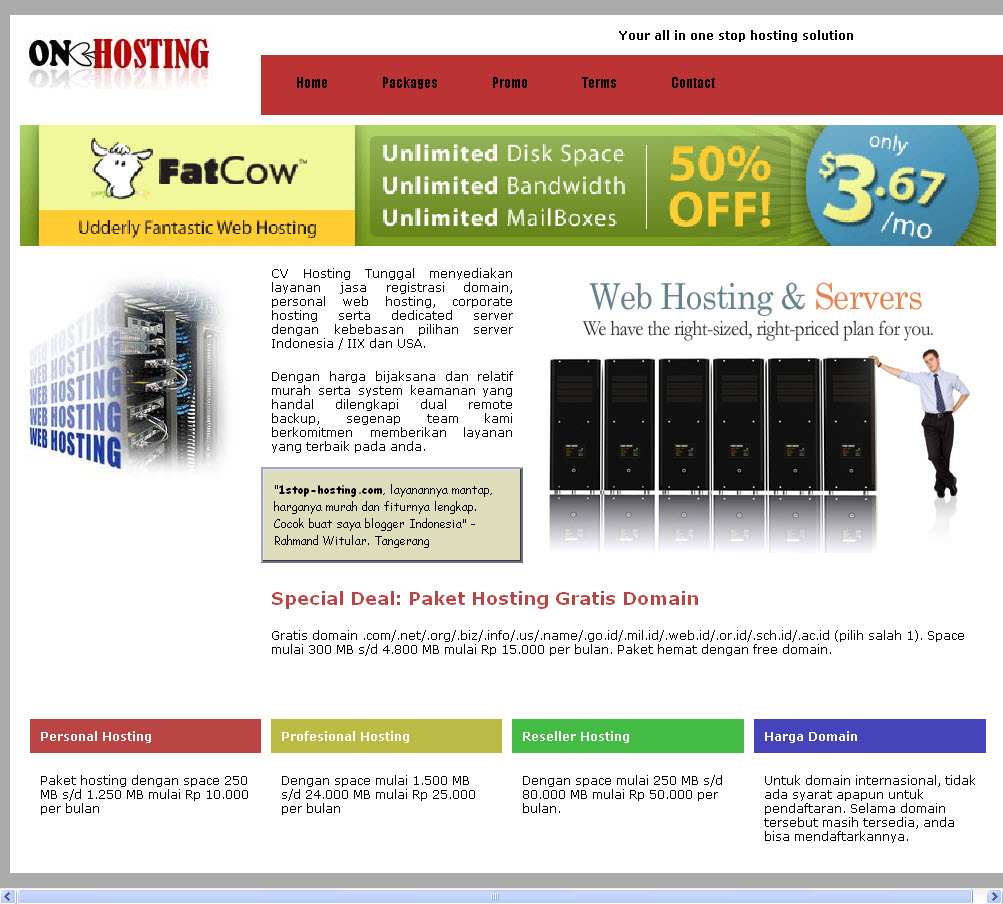 ON HOSTING
Your all in one stop hosting solution
Home Packages Promo Terms Contact
FatCow™
Udderly Fantastic Web Hosting
Unlimited Disk Space
Unlimited Bandwidth
Unlimited MailBoxes
50%
OFF!
only
$3.67
/mo
WEB HOSTING
WEB HOSTING
WEB HOSTING
WEB HOSTING
WEB HOSTING
CV Hosting Tunggal menyediakan
layanan jasa registrasi domain,
personal web hosting, corporate
hosting serta dedicated server
dengan kebebasan pilihan server
Indonesia / IIX dan USA.
Dengan harga bijaksana dan relatif
murah serta system keamanan yang
handal dilengkapi dual remote
backup, segenap team kami
berkomitmen memberikan layanan
yang terbaik pada anda.
"1stop-hosting.com, layanannya mantap,
harganya murah dan fiturnya lengkap.
Cocok buat saya blogger Indonesia" -
Rahmand Witular. Tangerang
Web Hosting & Servers
We have the right-sized, right-priced plan for you.
Special Deal: Paket Hosting Gratis Domain
Gratis domain .com/.net/.org/.biz/.info/.us/.name/.go.id/.mil.id/.web.id/.or.id/.sch.id/.ac.id (pilih salah 1). Space
mulai 300 MB s/d 4.800 MB mulai Rp 15.000 per bulan. Paket hemat dengan free domain.
Personal Hosting
Paket hosting dengan space 250
MB s/d 1.250 MB mulai Rp 10.000
per bulan
Profesional Hosting
Dengan space mulai 1.500 MB
s/d 24.000 MB mulai Rp 25.000
per bulan
Reseller Hosting
Dengan space mulai 250 MB s/d
80.000 MB mulai Rp 50.000 per
bulan.
Harga Domain
Untuk domain internasional, tidak
ada syarat apapun untuk
pendaftaran. Selama domain
tersebut masih tersedia, anda
bisa mendaftarkannya.